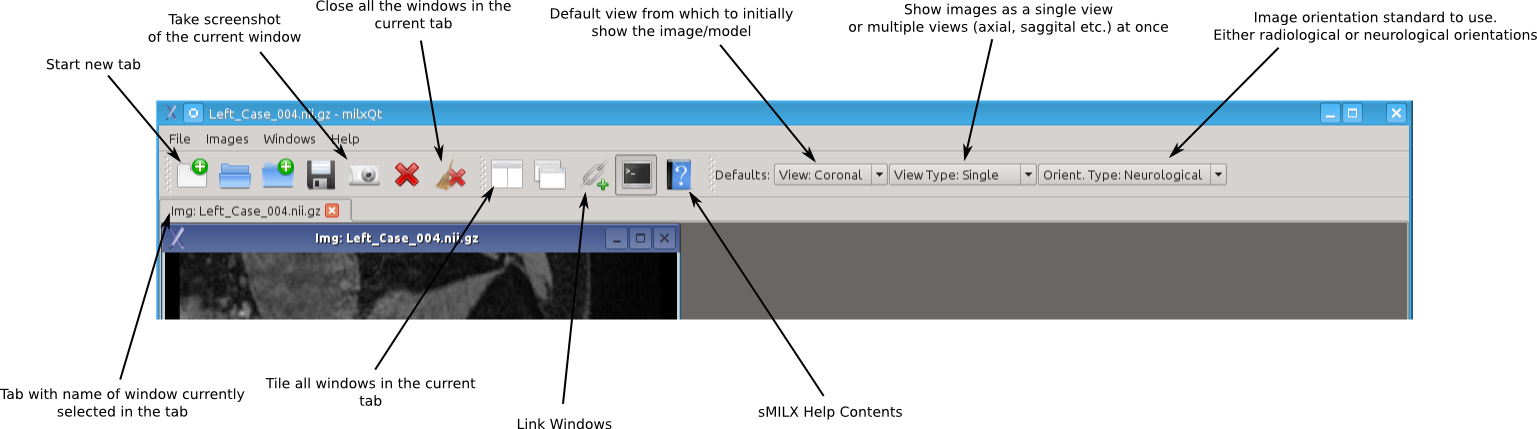 Close all the windows in the
current tab
Take screenshot
of the current window
Start new tab
Default view from which to initially
show the image/model
Show images as a single view
or multiple views (axial, saggital etc.) at once
Image orientation standard to use.
Either radiological or neurological orientations
Left_Case_004.nii.gz - milxQt
File Images Windows Help
Defaults: View: Coronal View Type: Single Orient. Type: Neurological
Img: Left_Case_004.nii.gz
Img: Left_Case_004.nii.gz
Tab with name of window currently
selected in the tab
Tile all windows in the current
tab
Link Windows
sMILX Help Contents